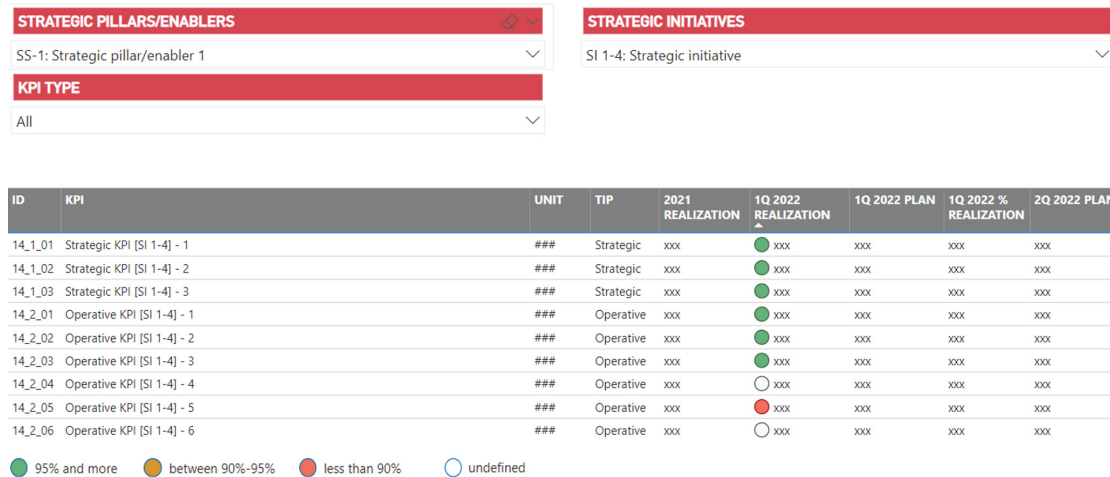 STRATEGIC PILLARS/ENABLERS STRATEGIC INITIATIVES
SS-1: Strategic pillar/enabler 1 SI 1-4: Strategic initiative
KPI TYPE
All
ID KPI UNIT TIP 2021 REALIZATION 1Q 2022 REALIZATION 1Q 2022 PLAN 1Q 2022 % REALIZATION 2Q 2022 PLAN
14_1_01 Strategic KPI [SI 1-4] - 1 ### Strategic xxx xxx xxx xxx xxx
14_1_02 Strategic KPI [SI 1-4] - 2 ### Strategic xxx xxx xxx xxx xxx
14_1_03 Strategic KPI [SI 1-4] - 3 ### Strategic xxx xxx xxx xxx xxx
14_2_01 Operative KPI [SI 1-4] - 1 ### Operative xxx xxx xxx xxx xxx
14_2_02 Operative KPI [SI 1-4] - 2 ### Operative xxx xxx xxx xxx xxx
14_2_03 Operative KPI [SI 1-4] - 3 ### Operative xxx xxx xxx xxx xxx
14_2_04 Operative KPI [SI 1-4] - 4 ### Operative xxx xxx xxx xxx xxx
14_2_05 Operative KPI [SI 1-4] - 5 ### Operative xxx xxx xxx xxx xxx
14_2_06 Operative KPI [SI 1-4] - 6 ### Operative xxx xxx xxx xxx xxx
95% and more between 90%-95% less than 90% undefined